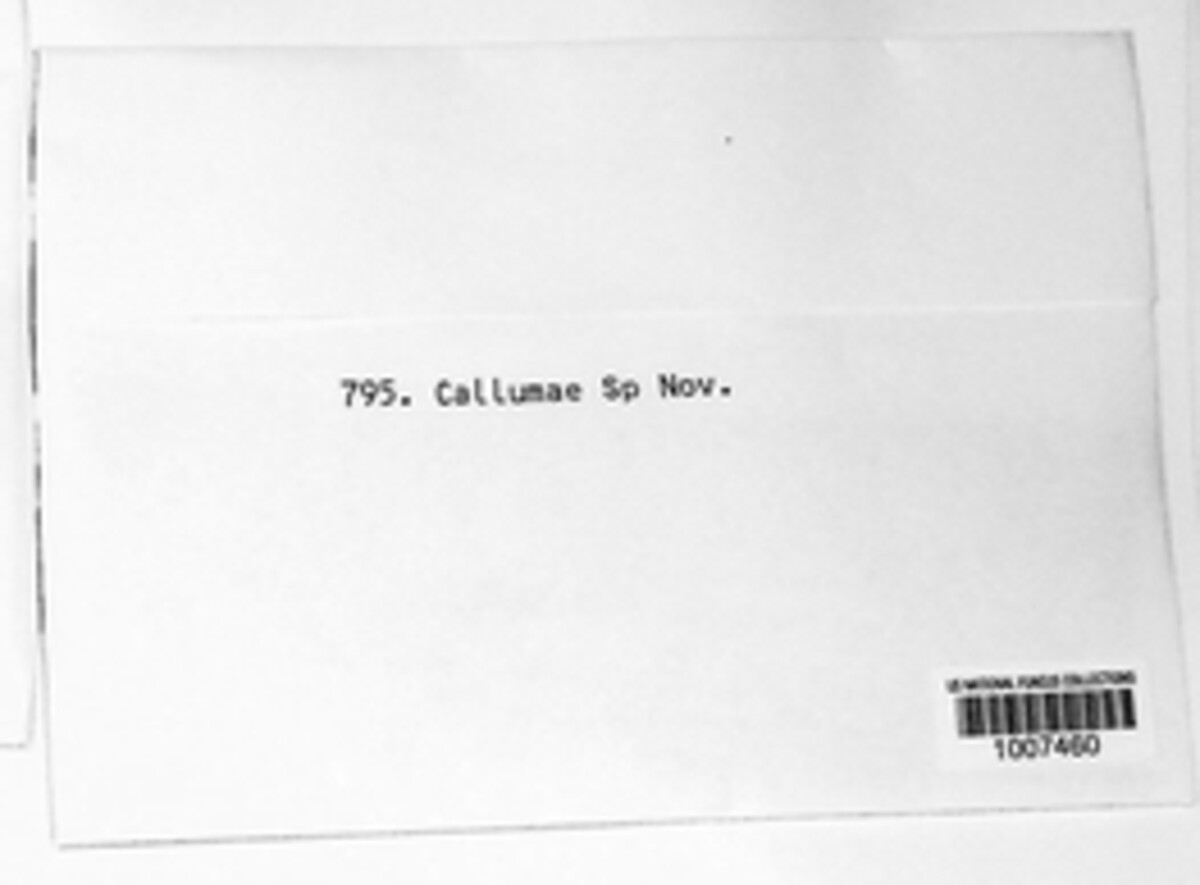 795. Callumae Sp Nov.
US NATIONAL FUNGUS COLLECTIONS
1007460